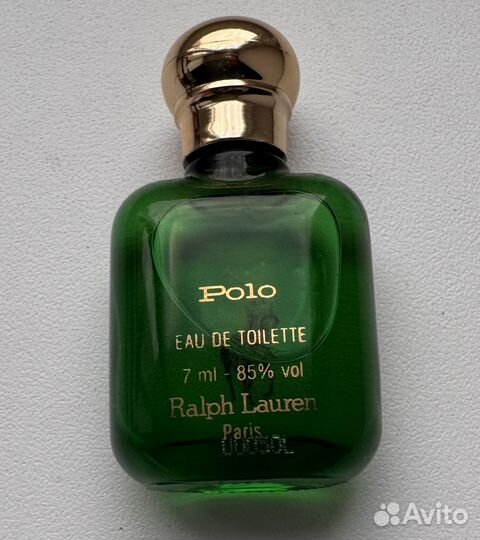 Polo
EAU DE TOILETTE
7 ml - 85% vol
Ralph Lauren
Paris
Avito